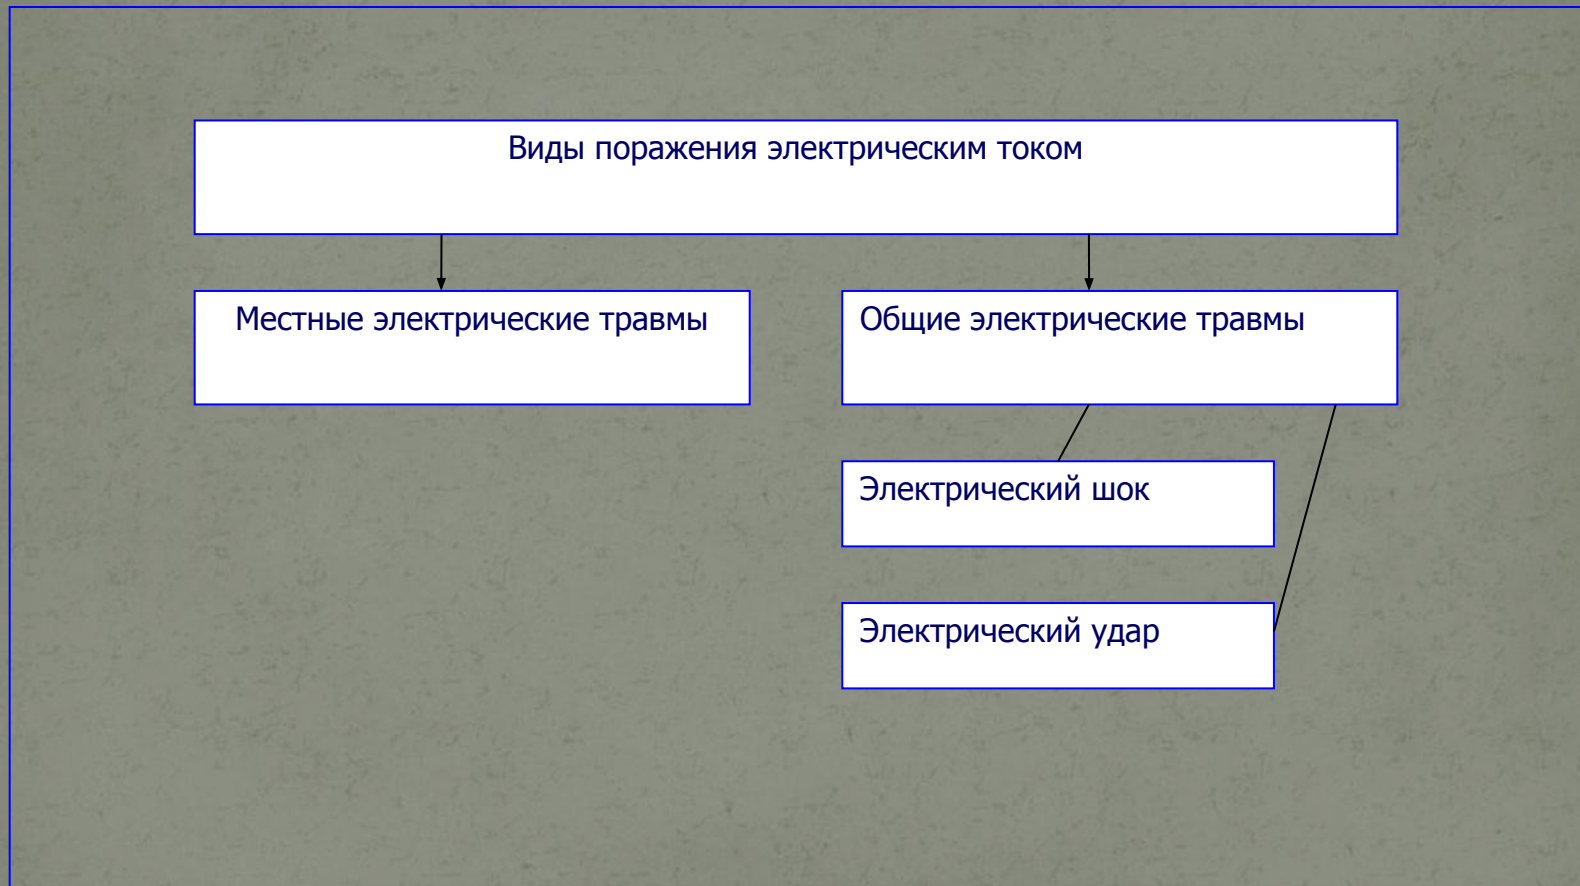 Виды поражения электрическим током
Местные электрические травмы
Общие электрические травмы
Электрический шок
Электрический удар